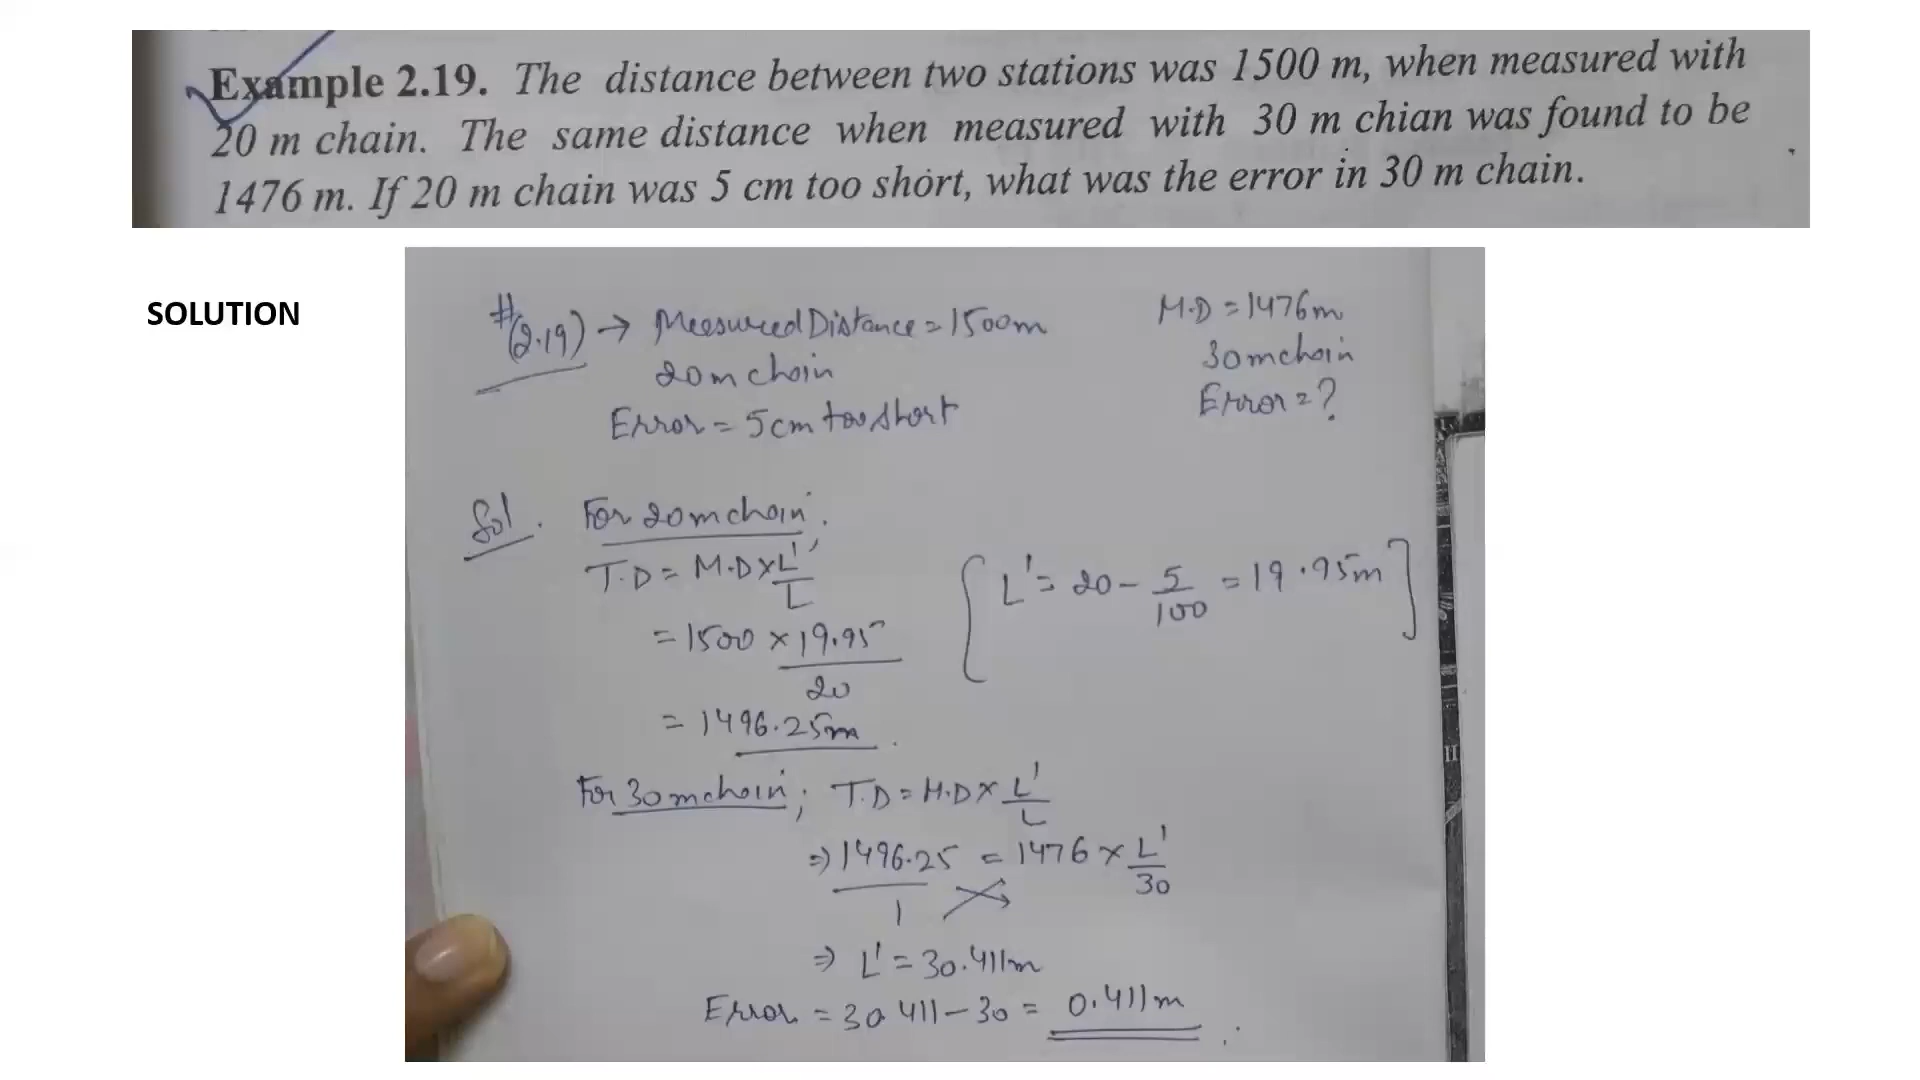 Example 2.19. The distance between two stations was 1500 m, when measured with
20 m chain. The same distance when measured with 30 m chian was found to be
1476 m. If 20 m chain was 5 cm too short, what was the error in 30 m chain.
SOLUTION
#(2.19) → Measured Distance = 1500m
20m chain
Error = 5cm too short
M.D = 1476m
30m chain
Error = ?
Sol. For 20m chain,
T.D = M.D x L'/L
[L' = 20 - 5/100 = 19.95m]
= 1500 x 19.95/20
= 1496.25m.
For 30m chain; T.D = M.D x L'/L
⇒ 1496.25/1 = 1476 x L'/30
⇒ L' = 30.411m
Error = 30.411 - 30 = 0.411m
II